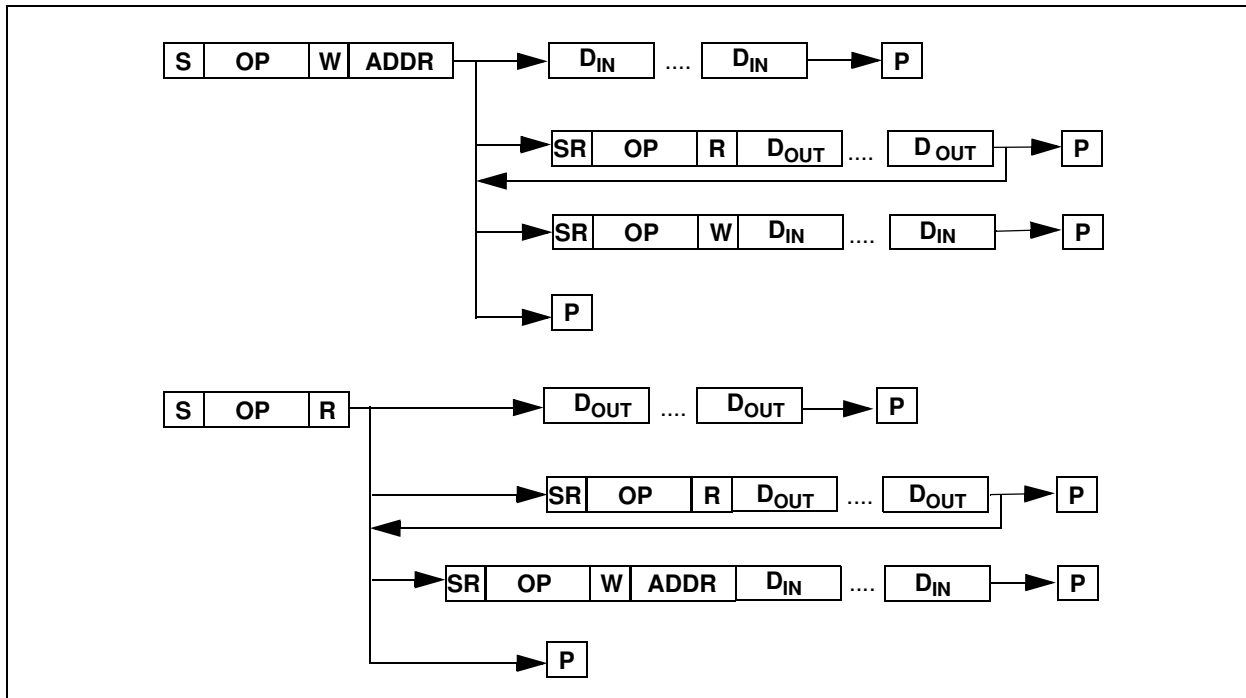 S OP W ADDR DIN .... DIN P
SR OP R DOUT .... DOUT P
SR OP W DIN .... DIN P
P
S OP R DOUT .... DOUT P
SR OP R DOUT .... DOUT P
SR OP W ADDR DIN .... DIN P
P